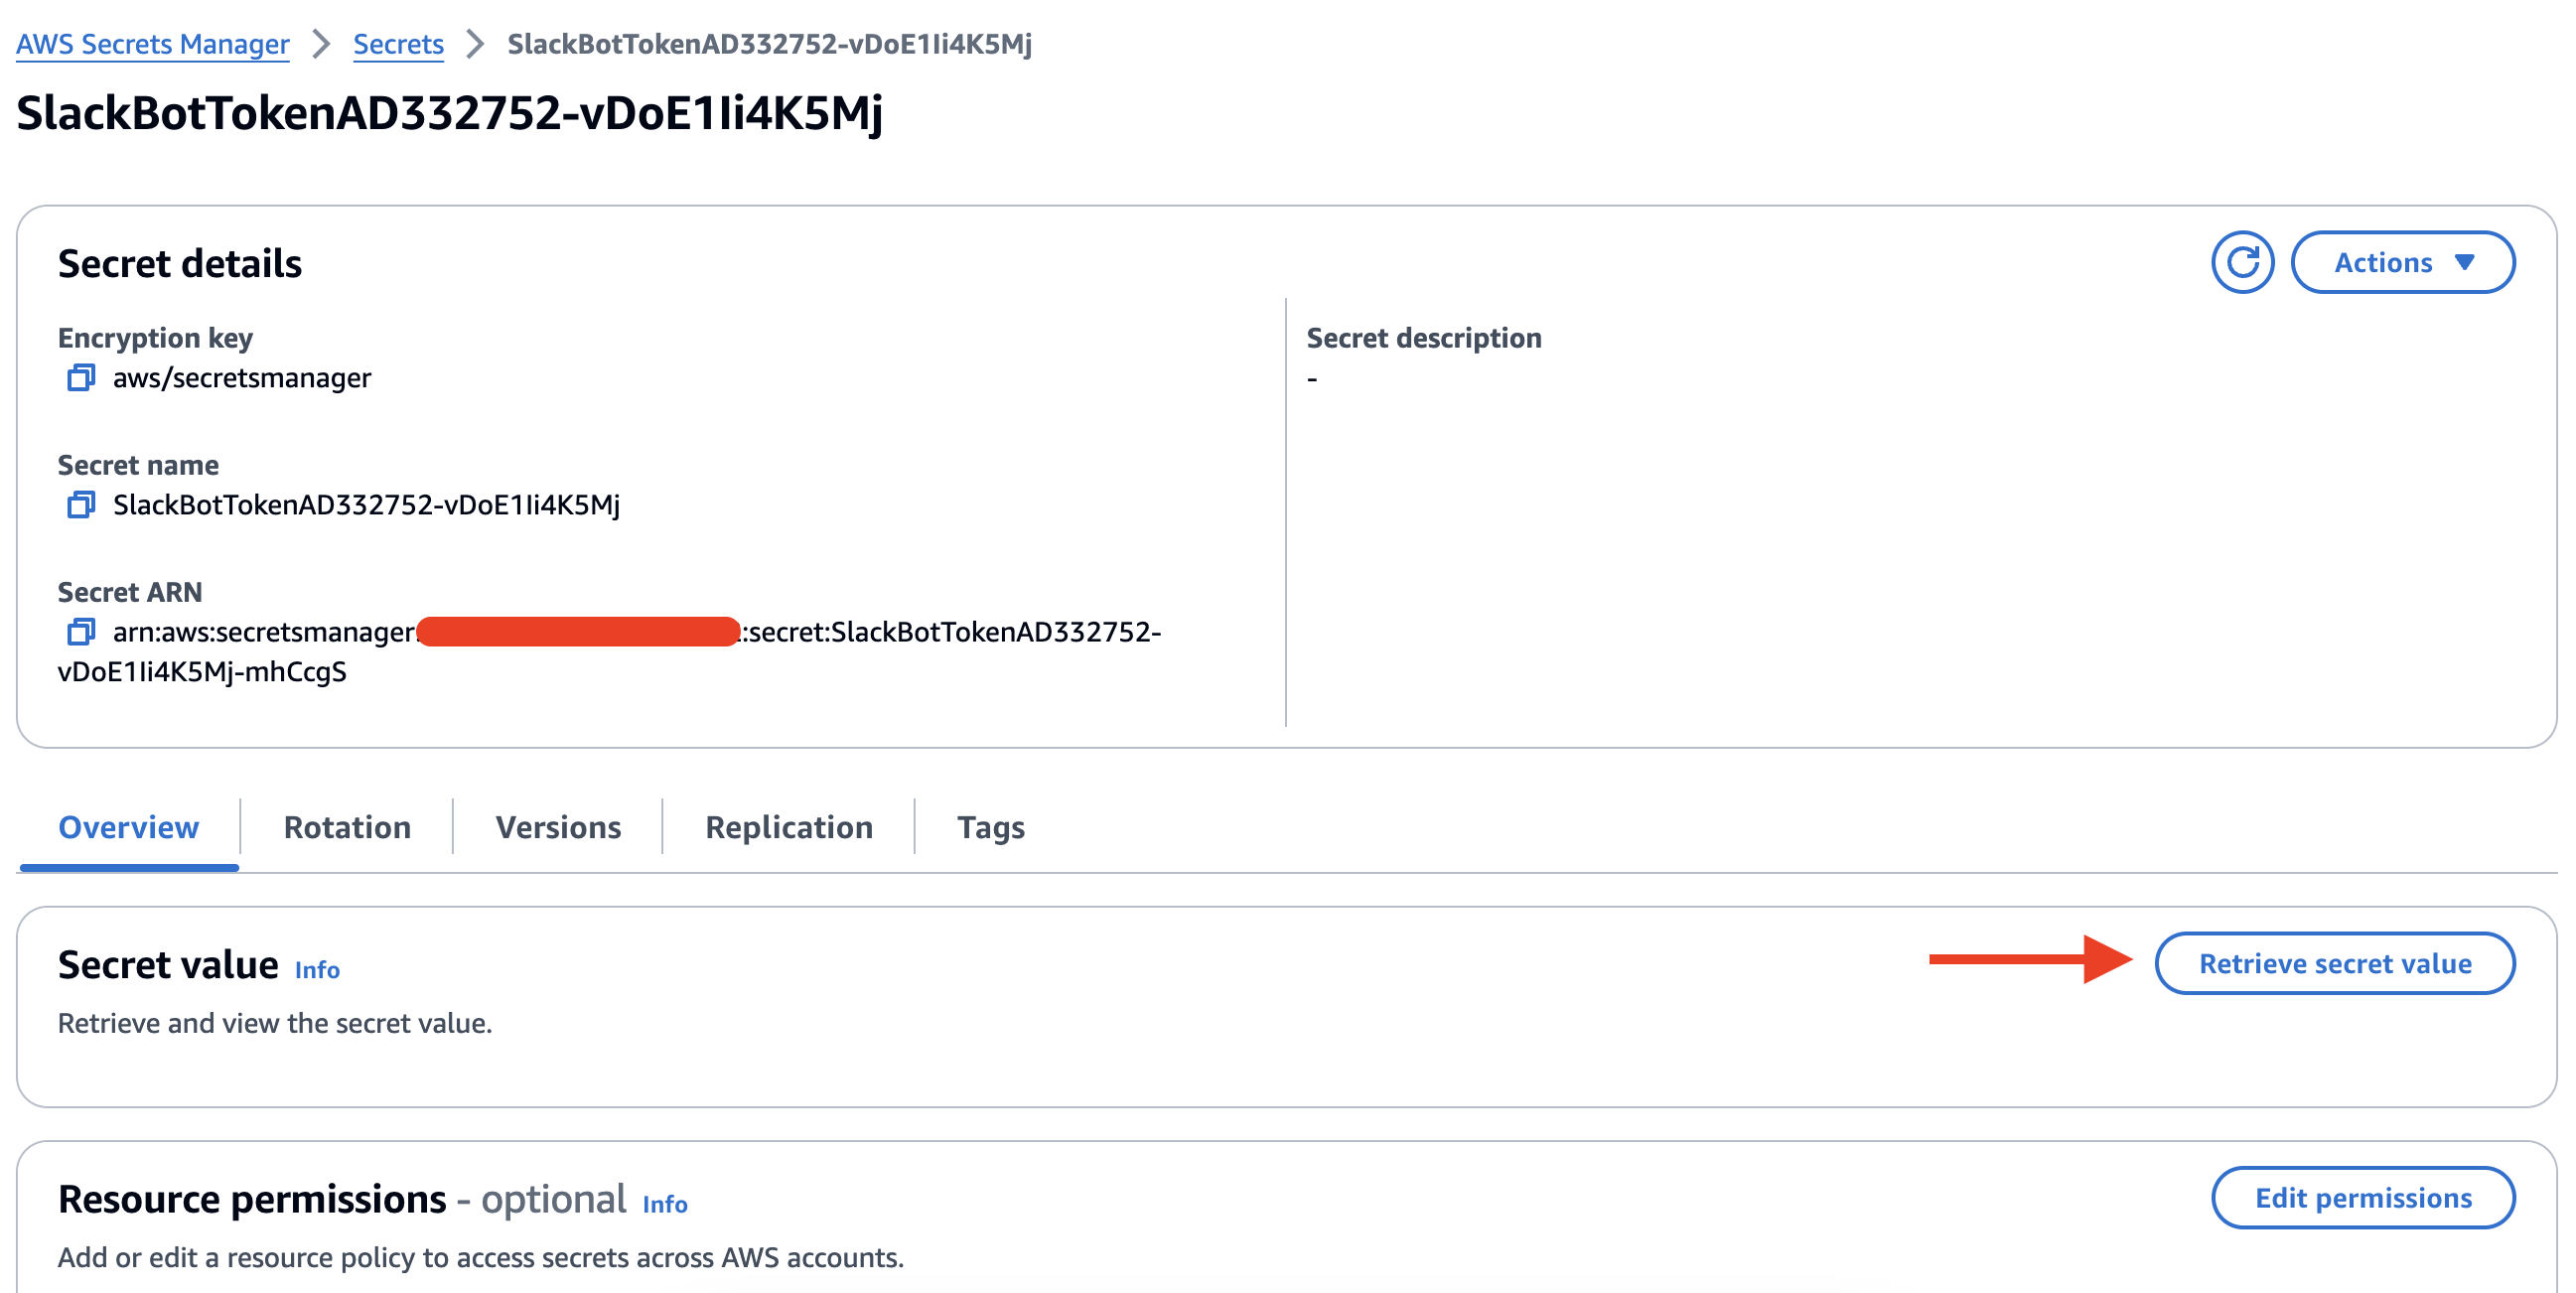 AWS Secrets Manager > Secrets > SlackBotTokenAD332752-vDoE1Ii4K5Mj
SlackBotTokenAD332752-vDoE1Ii4K5Mj
Secret details
Actions
Encryption key
aws/secretsmanager
Secret description
-
Secret name
SlackBotTokenAD332752-vDoE1Ii4K5Mj
Secret ARN
arn:aws:secretsmanager: :secret:SlackBotTokenAD332752-
vDoE1Ii4K5Mj-mhCcgS
Overview Rotation Versions Replication Tags
Secret value Info
Retrieve secret value
Retrieve and view the secret value.
Resource permissions - optional Info
Edit permissions
Add or edit a resource policy to access secrets across AWS accounts.